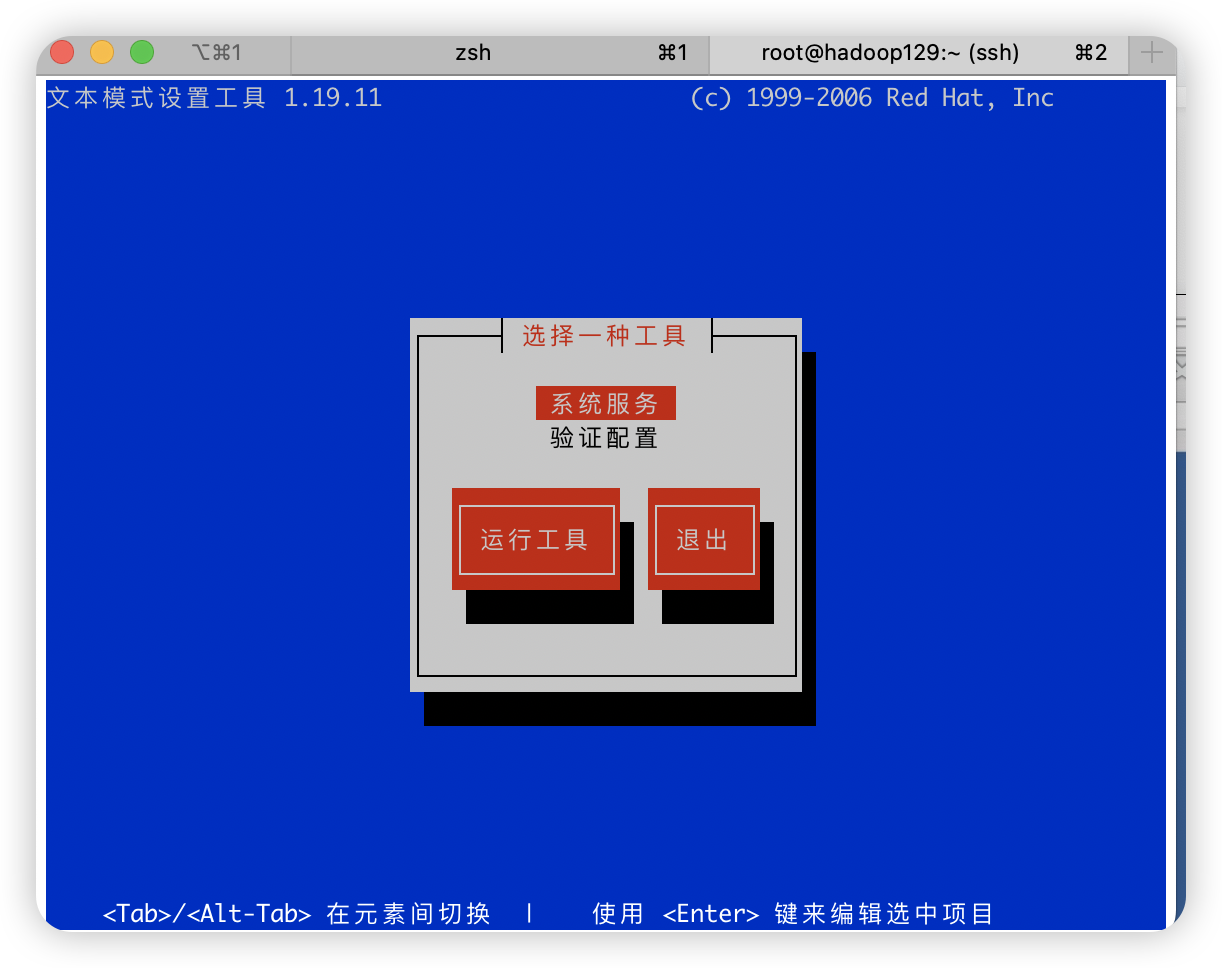 ⌥⌘1 zsh ⌘1 root@hadoop129:~ (ssh) ⌘2
文本模式设置工具 1.19.11 (c) 1999-2006 Red Hat, Inc
选择一种工具
系统服务
验证配置
运行工具 退出
<Tab>/<Alt-Tab> 在元素间切换 | 使用 <Enter> 键来编辑选中项目